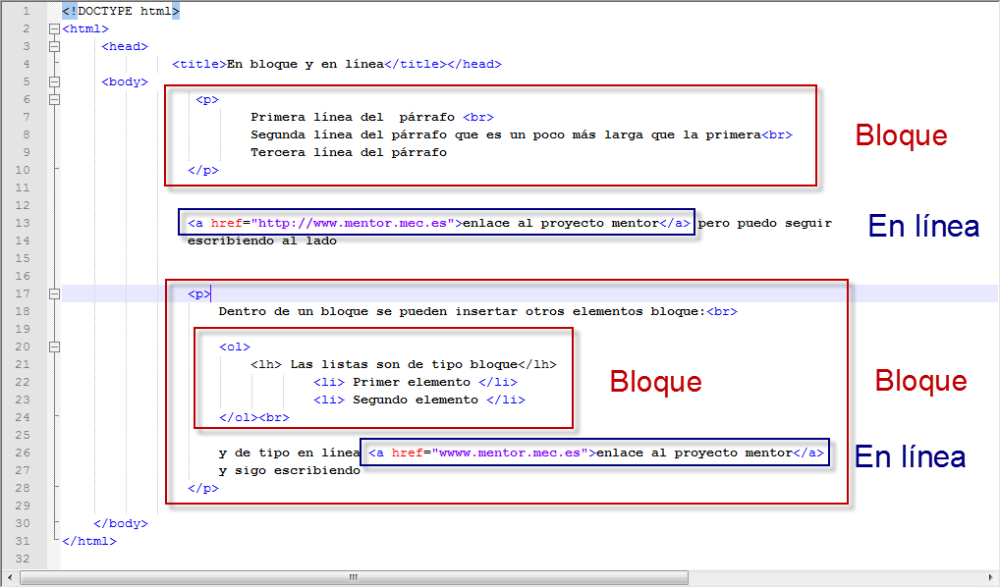 1 <!DOCTYPE html>
2 <html>
3 <head>
4 <title>En bloque y en línea</title></head>
5 <body>
6 <p>
7 Primera línea del  párrafo <br>
8 Segunda línea del párrafo que es un poco más larga que la primera<br>
Bloque
9 Tercera línea del párrafo
10 </p>
11
12
13 <a href="http://www.mentor.mec.es">enlace al proyecto mentor</a> pero puedo seguir
En línea
14 escribiendo al lado
15
16
17 <p>
18 Dentro de un bloque se pueden insertar otros elementos bloque:<br>
19
20 <ol>
21 <lh> Las listas son de tipo bloque</lh>
22 <li> Primer elemento </li>
Bloque
Bloque
23 <li> Segundo elemento </li>
24 </ol><br>
25
26 y de tipo en línea <a href="wwww.mentor.mec.es">enlace al proyecto mentor</a>
En línea
27 y sigo escribiendo
28 </p>
29
30 </body>
31 </html>
32